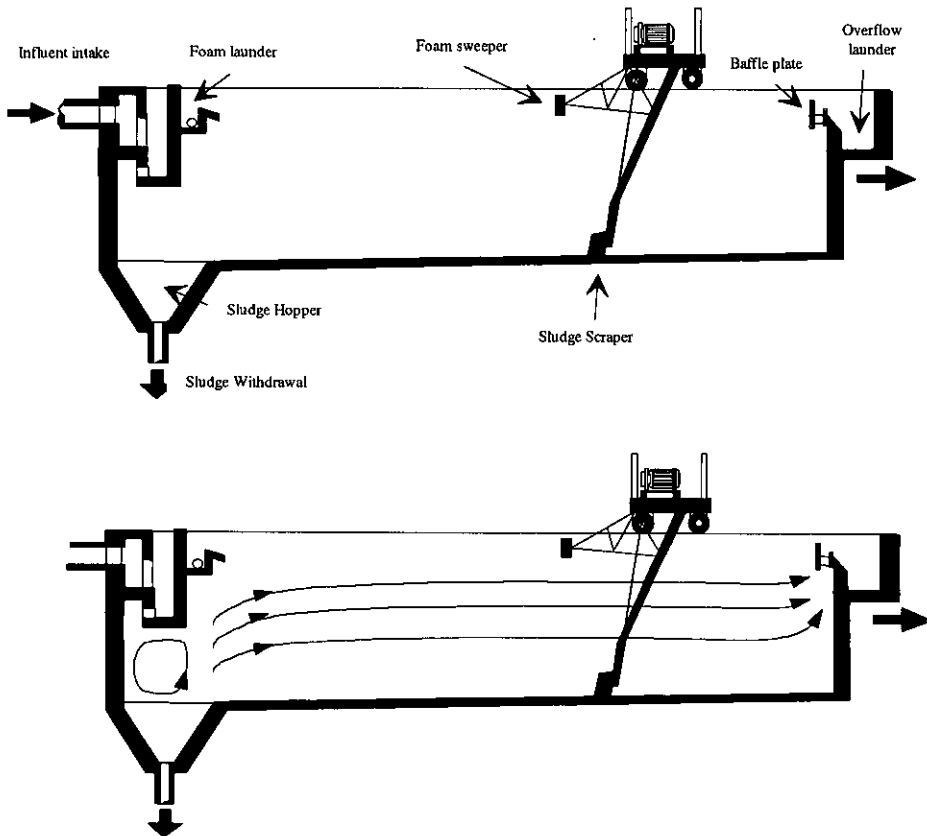 Influent intake
Foam launder
Foam sweeper
Baffle plate
Overflow
launder
Sludge Hopper
Sludge Scraper
Sludge Withdrawal